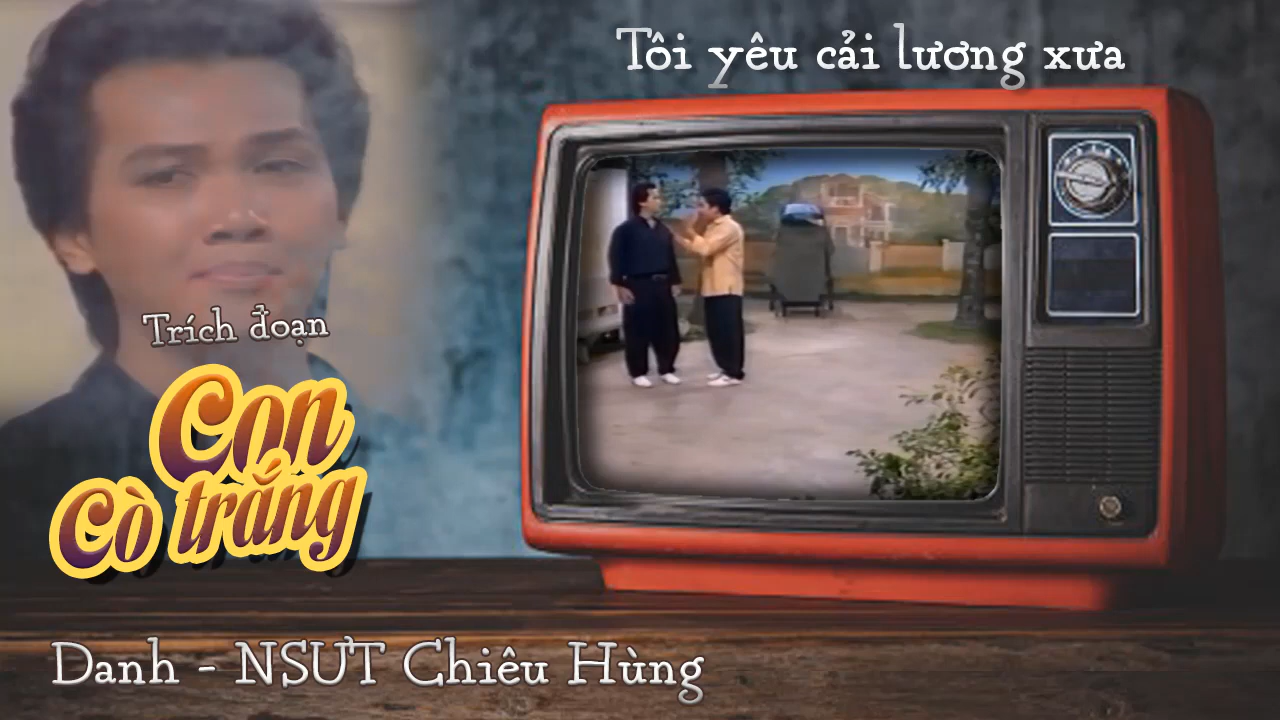 Tôi yêu cải lương xưa
Trích đoạn
Con
Cò trắng
Danh - NSƯT Chiêu Hùng